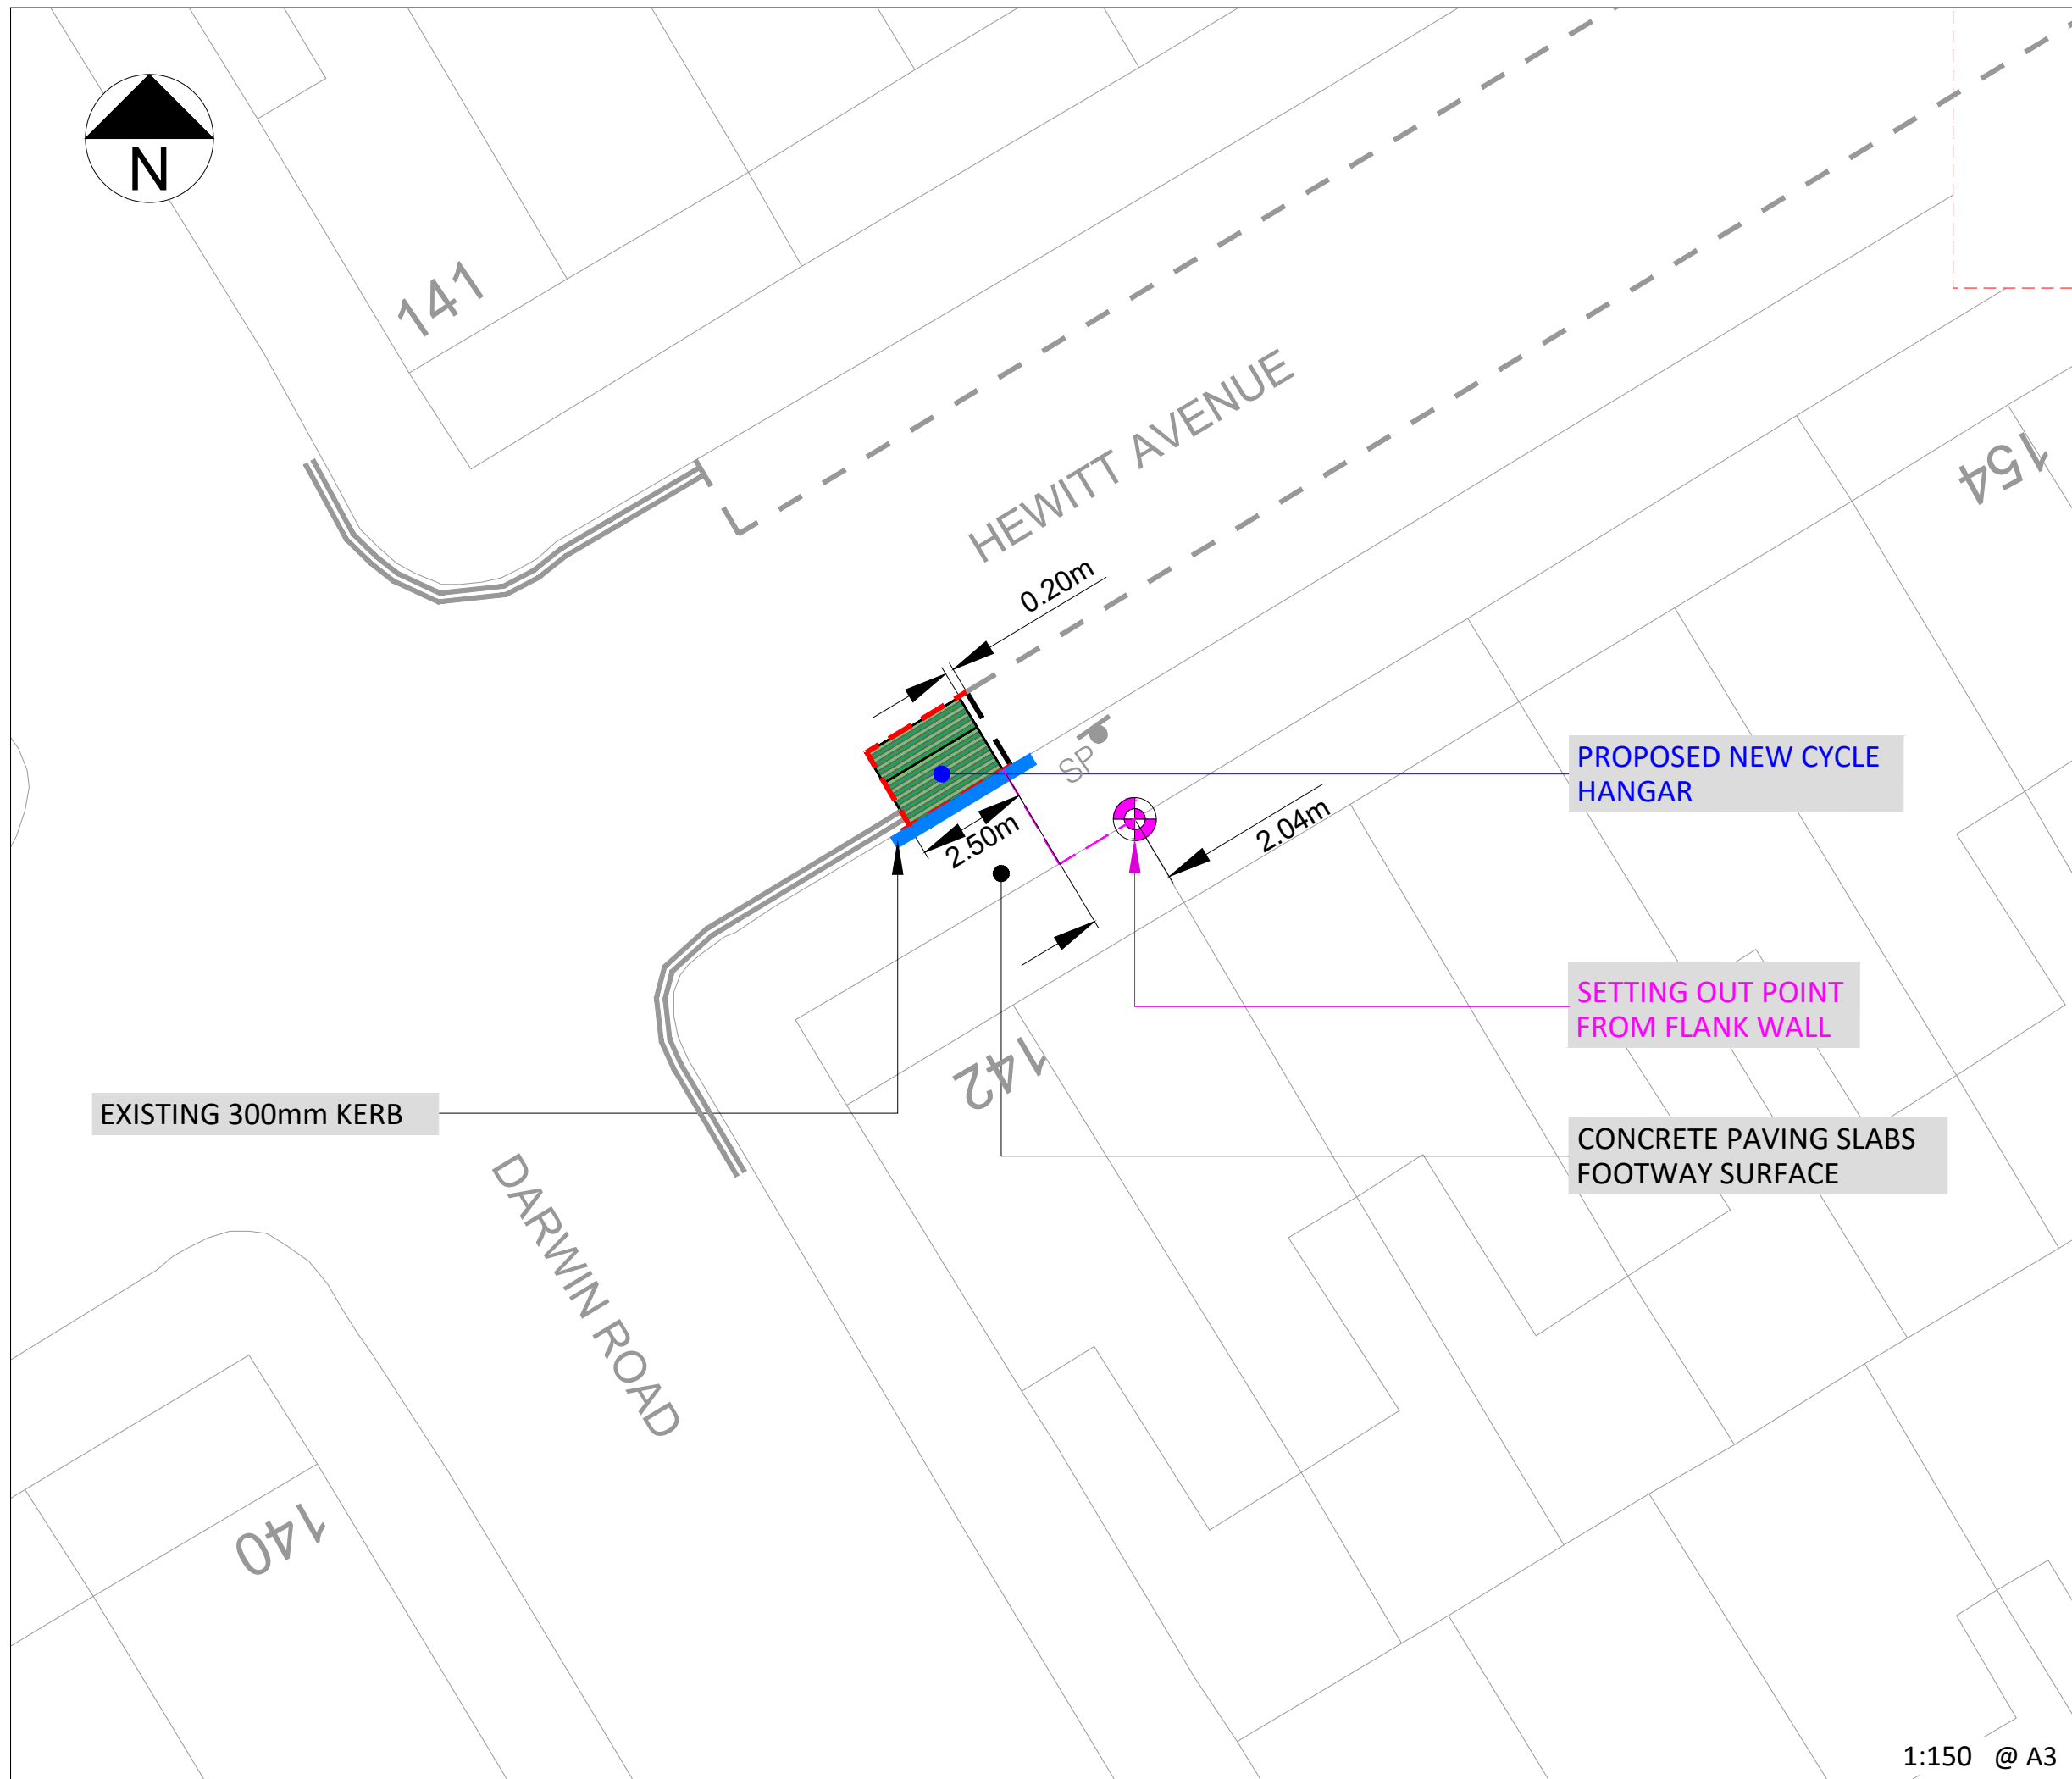 N
141
154
HEWITT AVENUE
0.20m
SP
PROPOSED NEW CYCLE
HANGAR
2.50m
2.04m
SETTING OUT POINT
FROM FLANK WALL
142
EXISTING 300mm KERB
CONCRETE PAVING SLABS
FOOTWAY SURFACE
DARWIN ROAD
140
1:150 @ A3